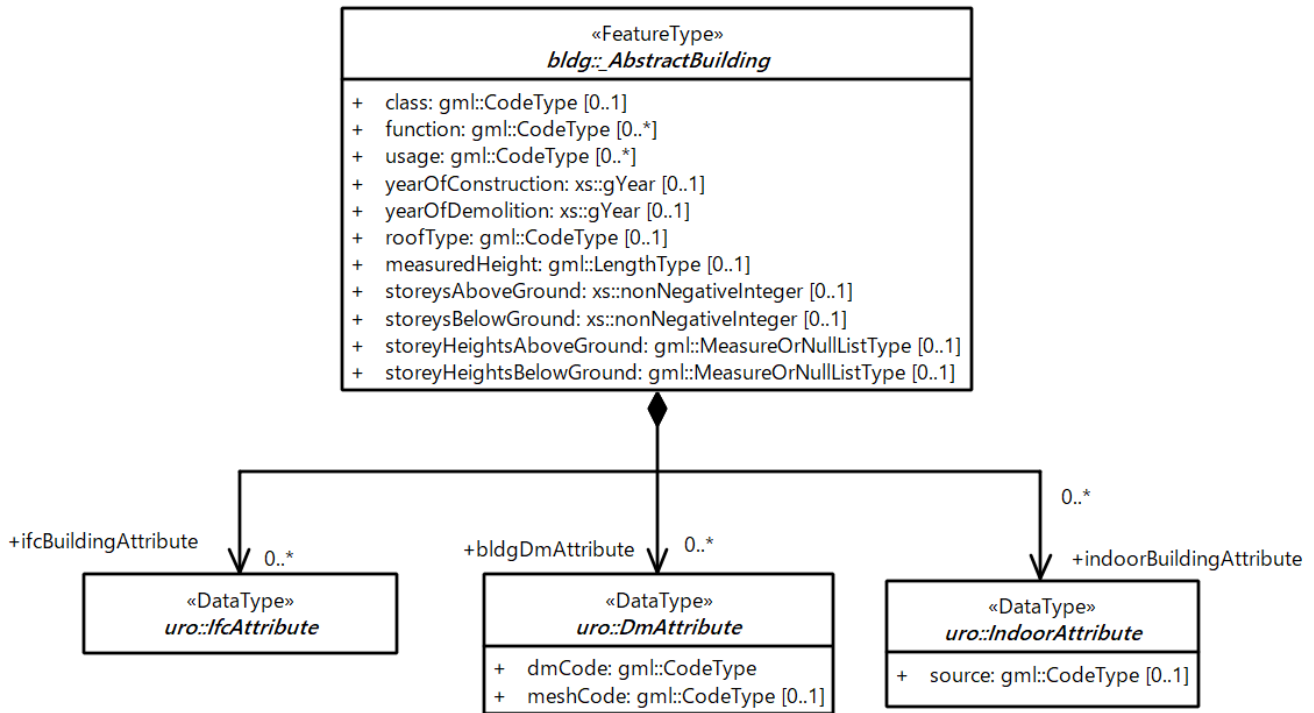 «FeatureType»
bldg::_AbstractBuilding
+ class: gml::CodeType [0..1]
+ function: gml::CodeType [0..*]
+ usage: gml::CodeType [0..*]
+ yearOfConstruction: xs::gYear [0..1]
+ yearOfDemolition: xs::gYear [0..1]
+ roofType: gml::CodeType [0..1]
+ measuredHeight: gml::LengthType [0..1]
+ storeysAboveGround: xs::nonNegativeInteger [0..1]
+ storeysBelowGround: xs::nonNegativeInteger [0..1]
+ storeyHeightsAboveGround: gml::MeasureOrNullListType [0..1]
+ storeyHeightsBelowGround: gml::MeasureOrNullListType [0..1]
+ifcBuildingAttribute
0..*
«DataType»
uro::IfcAttribute
+bldgDmAttribute
0..*
«DataType»
uro::DmAttribute
+ dmCode: gml::CodeType
+ meshCode: gml::CodeType [0..1]
0..*
+indoorBuildingAttribute
«DataType»
uro::IndoorAttribute
+ source: gml::CodeType [0..1]